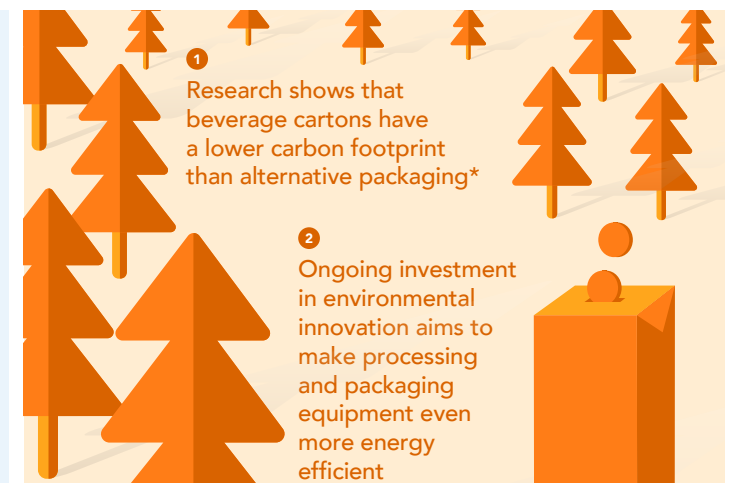 1
Research shows that
beverage cartons have
a lower carbon footprint
than alternative packaging*
2
Ongoing investment
in environmental
innovation aims to
make processing
and packaging
equipment even
more energy
efficient